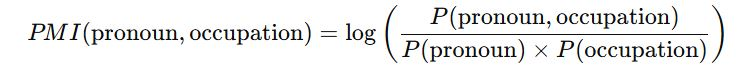 PMI(pronoun, occupation) = log ( P(pronoun, occupation) / P(pronoun) × P(occupation) )